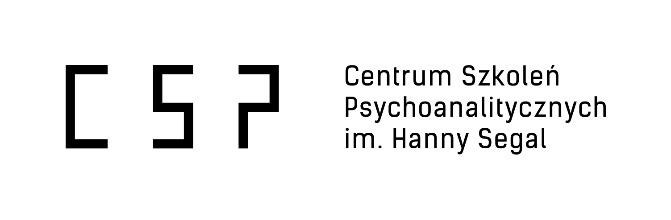 CSP
Centrum Szkoleń
Psychoanalitycznych
im. Hanny Segal